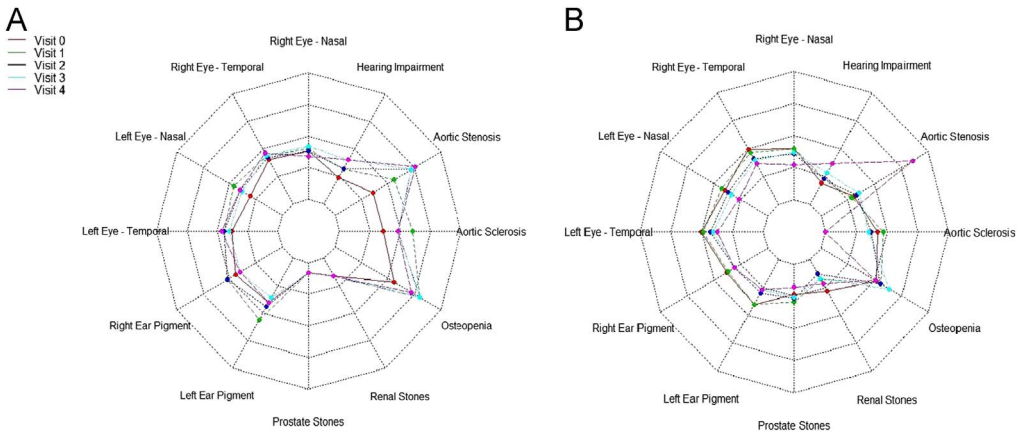 A
Visit 0
Visit 1
Visit 2
Visit 3
Visit 4
Right Eye - Nasal
Right Eye - Temporal
Hearing Impairment
Left Eye - Nasal
Aortic Stenosis
Left Eye - Temporal
Aortic Sclerosis
Right Ear Pigment
Osteopenia
Left Ear Pigment
Renal Stones
Prostate Stones
B
Right Eye - Nasal
Right Eye - Temporal
Hearing Impairment
Left Eye - Nasal
Aortic Stenosis
Left Eye - Temporal
Aortic Sclerosis
Right Ear Pigment
Osteopenia
Left Ear Pigment
Renal Stones
Prostate Stones